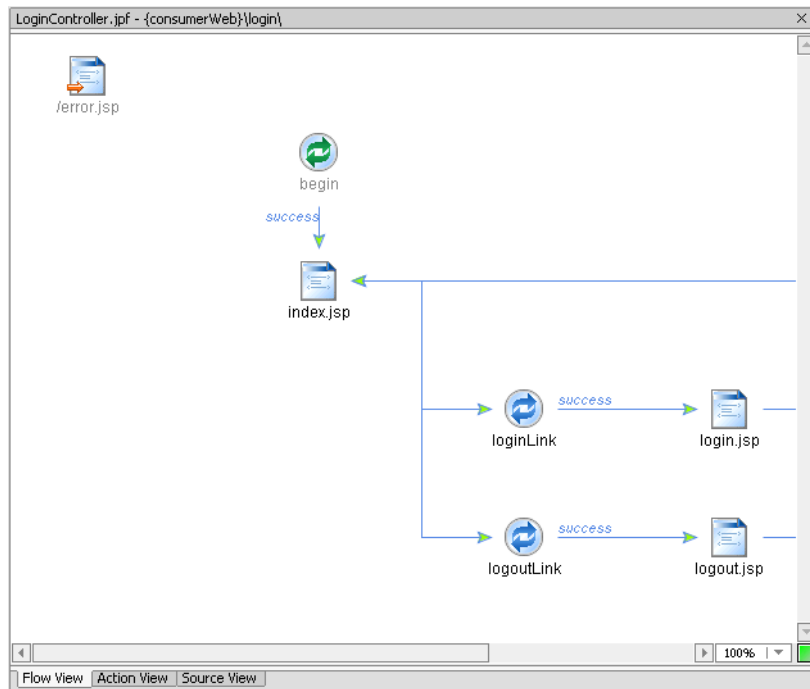 LoginController.jpf - {consumerWeb}\login\
/error.jsp
begin
success
index.jsp
success
loginLink
login.jsp
success
logoutLink
logout.jsp
100%
Flow View Action View Source View